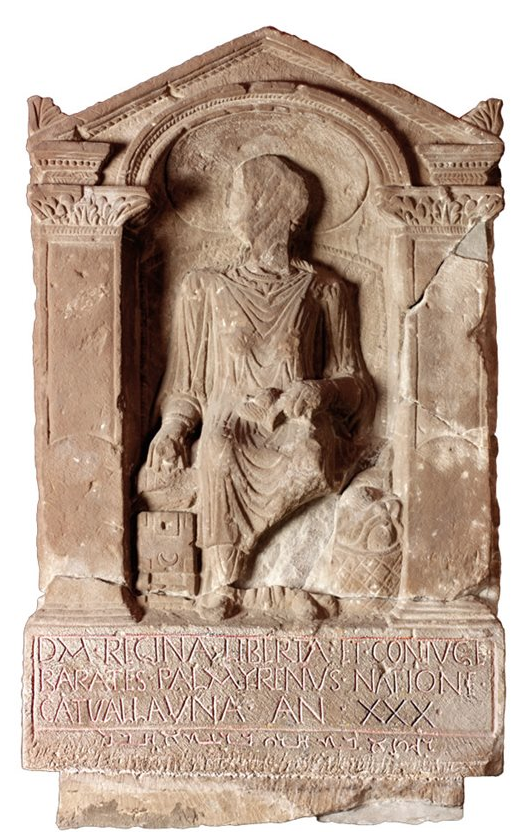 D·M·REGINA·LIBERTA·ET·CONIVGE
BARATES·PALMYRENVS·NATIONE
CATVALLAVNA·AN·XXX